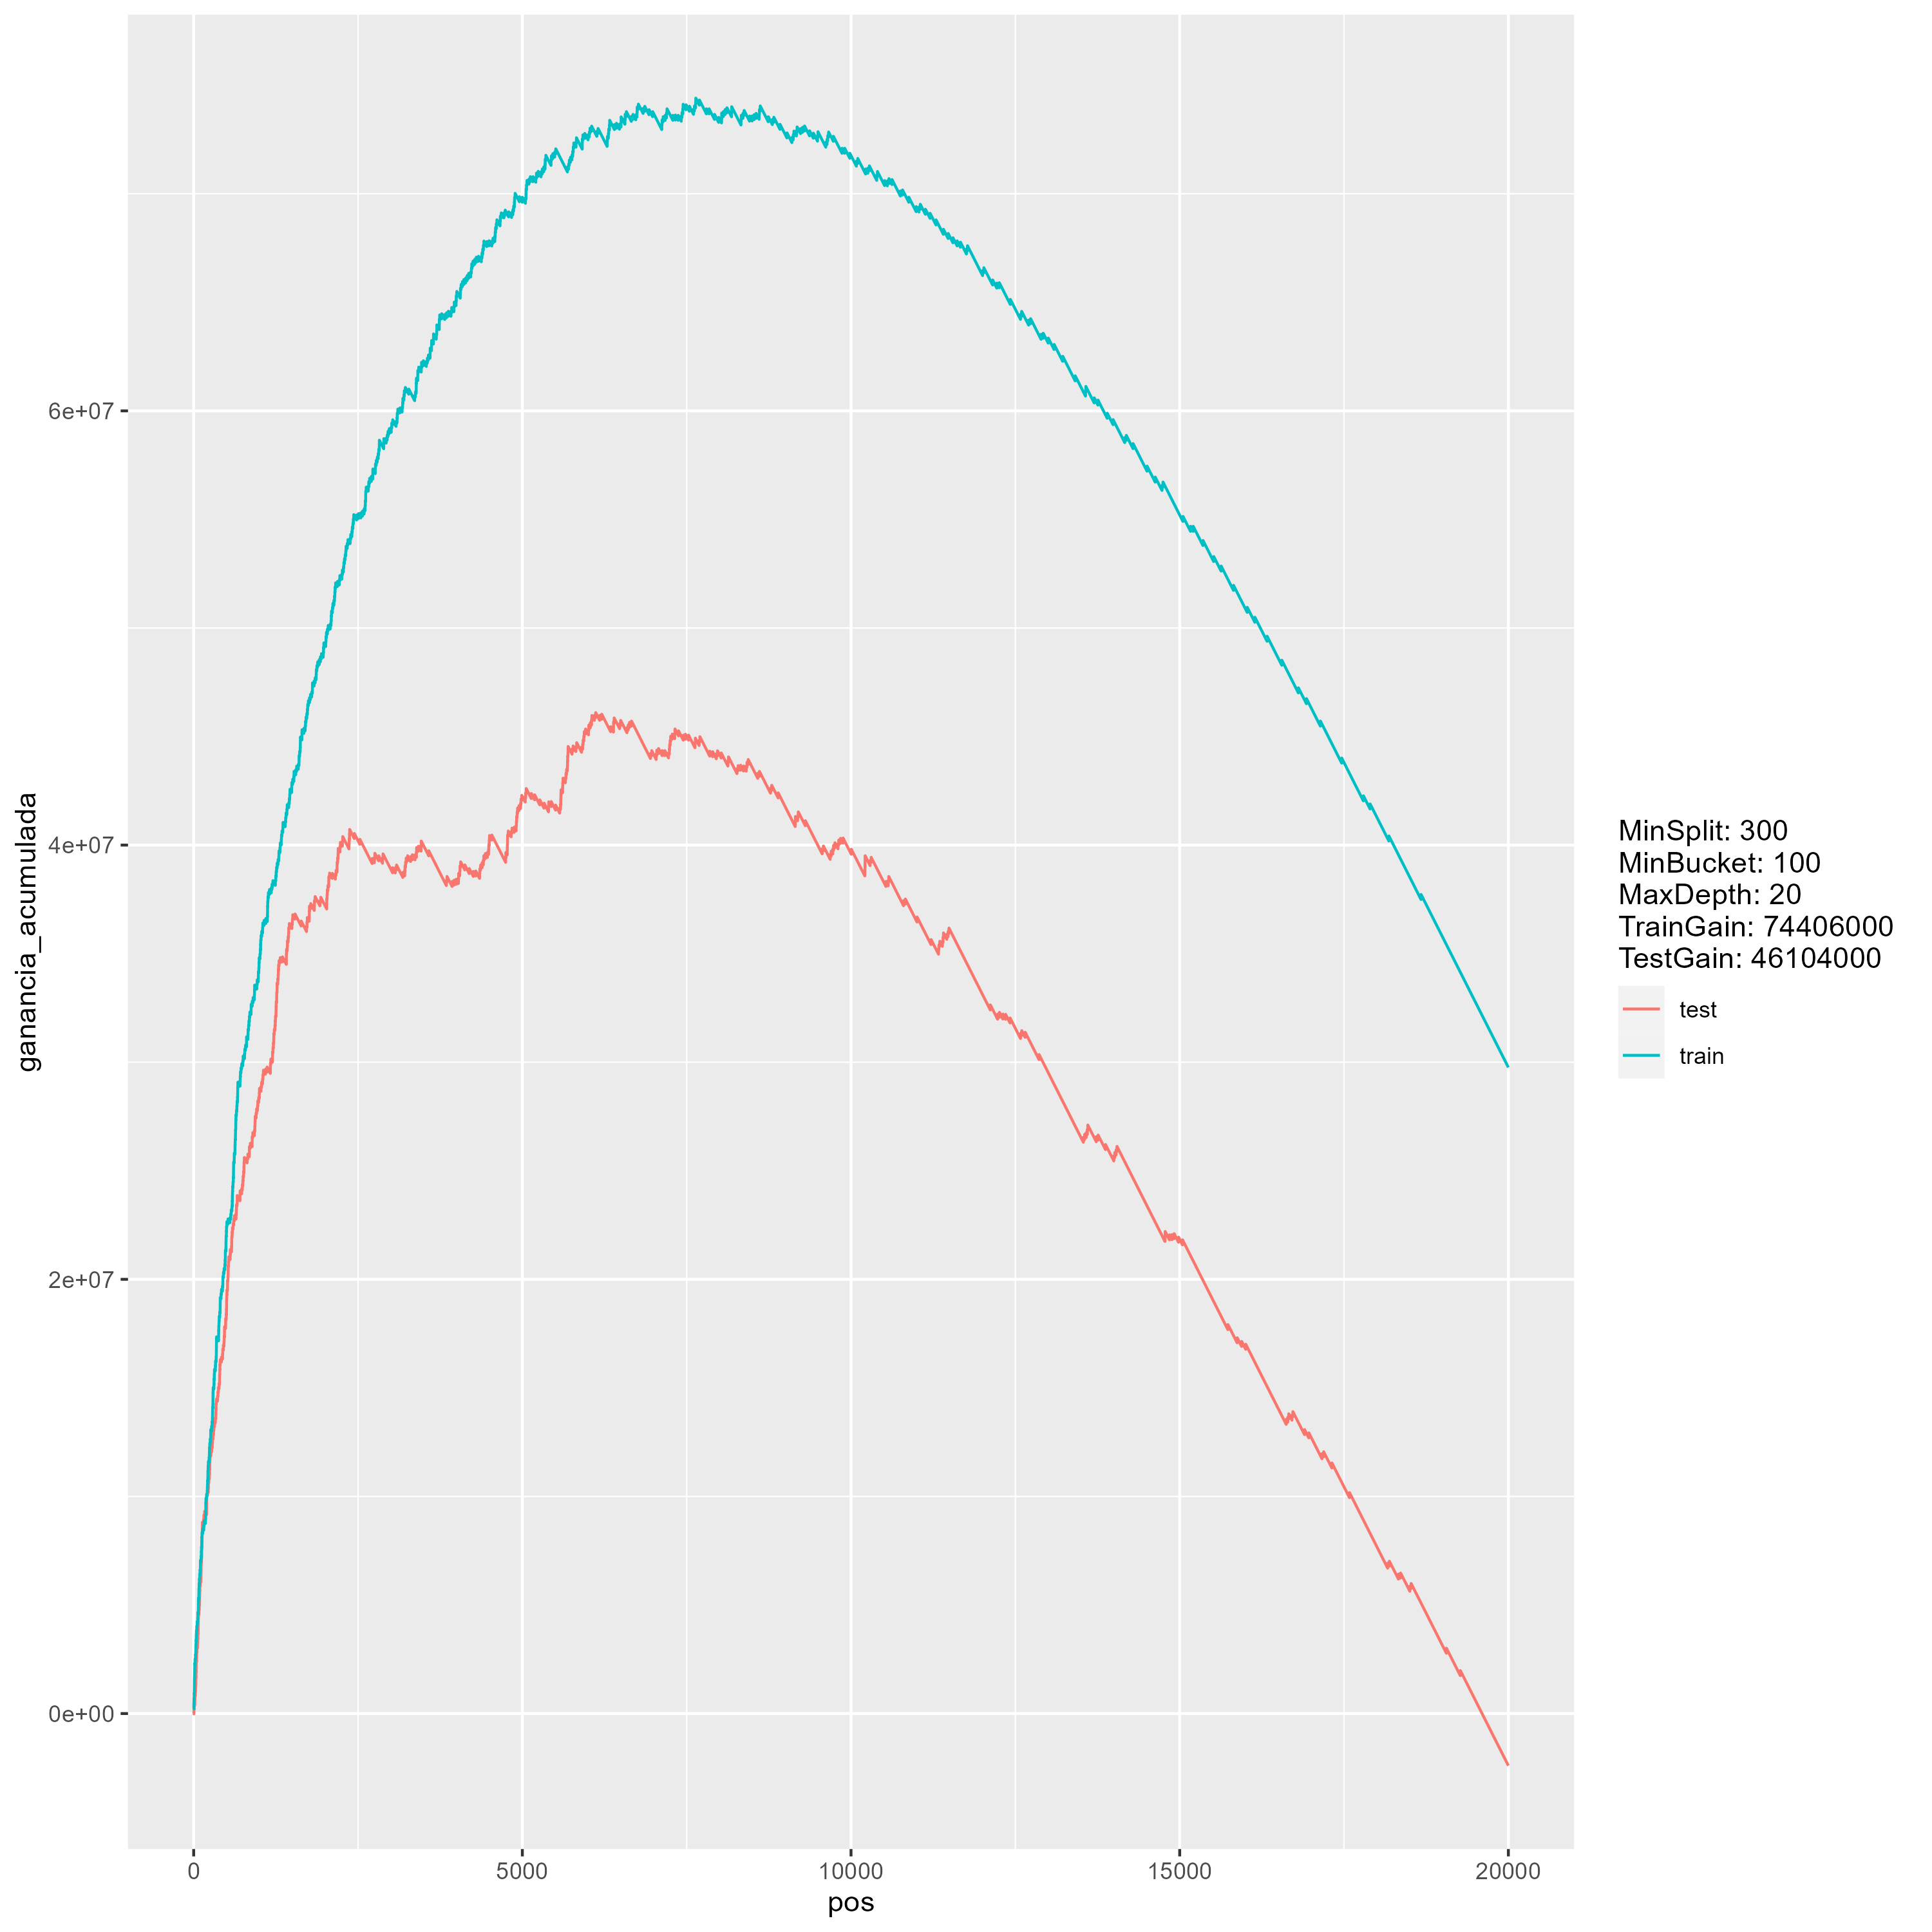 ganancia_acumulada
6e+07
4e+07
2e+07
0e+00
0
5000
10000
15000
20000
pos
MinSplit: 300
MinBucket: 100
MaxDepth: 20
TrainGain: 74406000
TestGain: 46104000
test
train